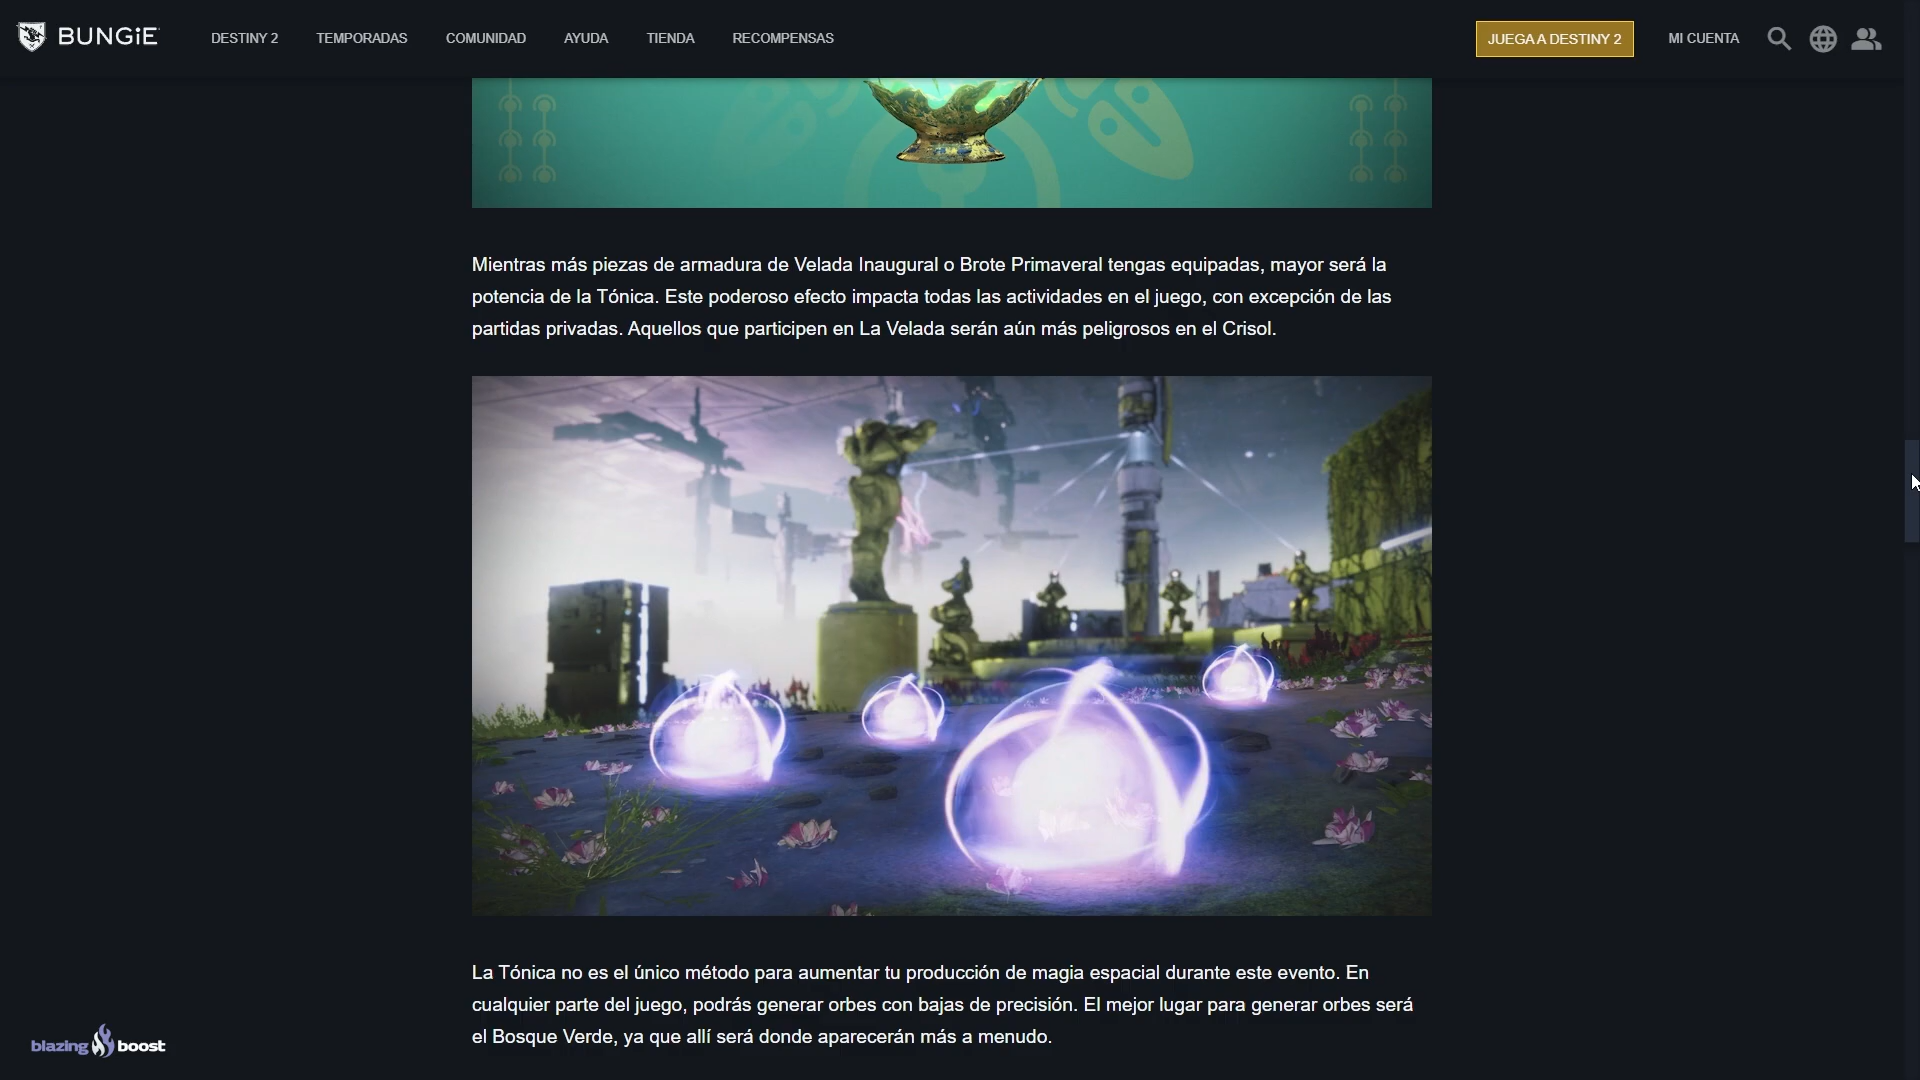 BUNGiE
DESTINY 2
TEMPORADAS
COMUNIDAD
AYUDA
TIENDA
RECOMPENSAS
JUEGA A DESTINY 2
MI CUENTA
Mientras más piezas de armadura de Velada Inaugural o Brote Primaveral tengas equipadas, mayor será la
potencia de la Tónica. Este poderoso efecto impacta todas las actividades en el juego, con excepción de las
partidas privadas. Aquellos que participen en La Velada serán aún más peligrosos en el Crisol.
La Tónica no es el único método para aumentar tu producción de magia espacial durante este evento. En
cualquier parte del juego, podrás generar orbes con bajas de precisión. El mejor lugar para generar orbes será
el Bosque Verde, ya que allí será donde aparecerán más a menudo.
blazing boost